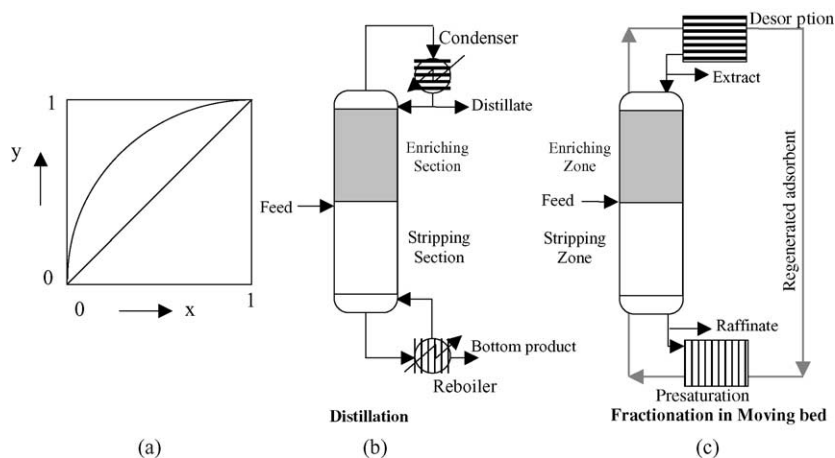 1
y
0
0
x
1
(a)
Condenser
Distillate
Enriching
Section
Feed
Stripping
Section
Bottom product
Reboiler
Distillation
(b)
Desor ption
Extract
Enriching
Zone
Feed
Stripping
Zone
Regenerated adsorbent
Raffinate
Presaturation
Fractionation in Moving bed
(c)